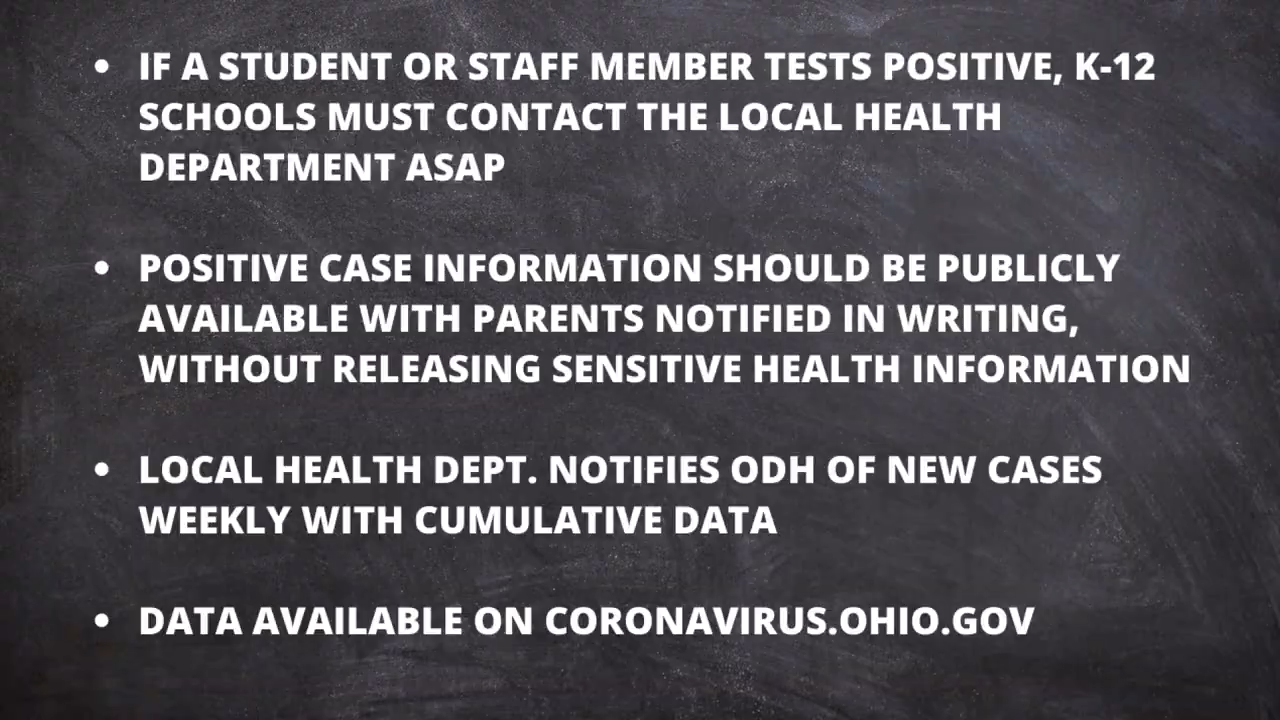 • IF A STUDENT OR STAFF MEMBER TESTS POSITIVE, K-12
SCHOOLS MUST CONTACT THE LOCAL HEALTH
DEPARTMENT ASAP
• POSITIVE CASE INFORMATION SHOULD BE PUBLICLY
AVAILABLE WITH PARENTS NOTIFIED IN WRITING,
WITHOUT RELEASING SENSITIVE HEALTH INFORMATION
• LOCAL HEALTH DEPT. NOTIFIES ODH OF NEW CASES
WEEKLY WITH CUMULATIVE DATA
• DATA AVAILABLE ON CORONAVIRUS.OHIO.GOV